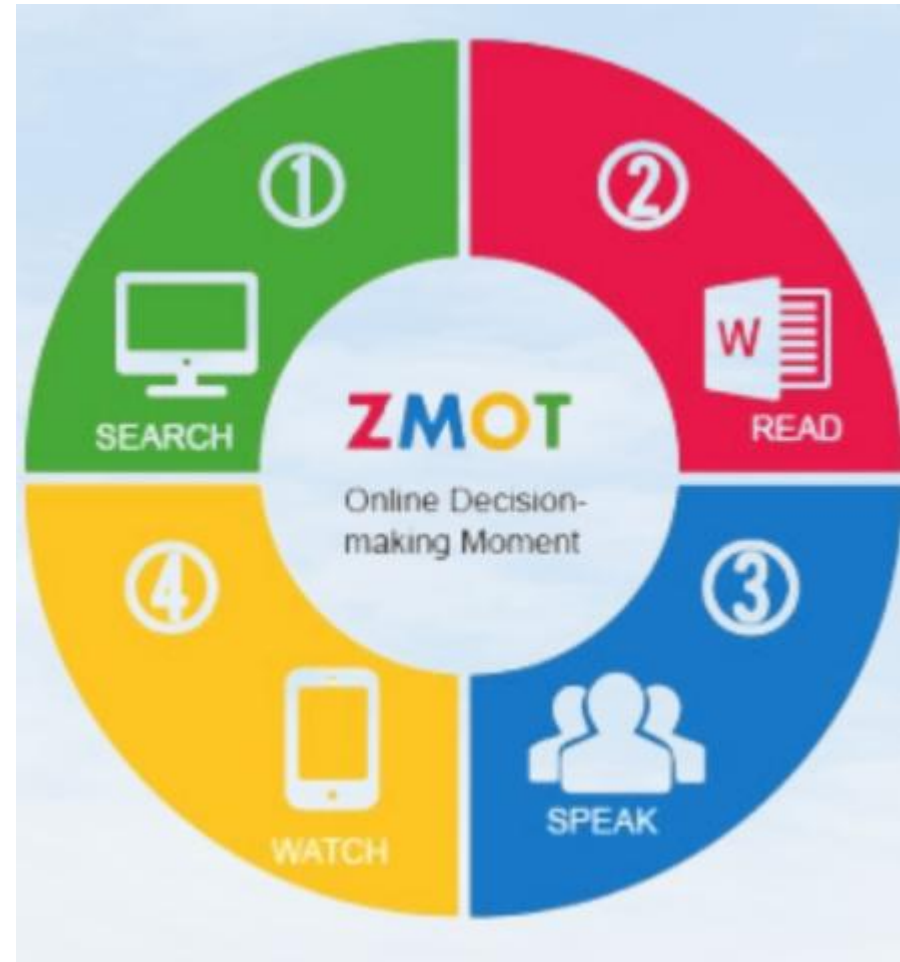 ①
SEARCH
②
W
READ
ZMOT
Online Decision-
making Moment
③
SPEAK
④
WATCH